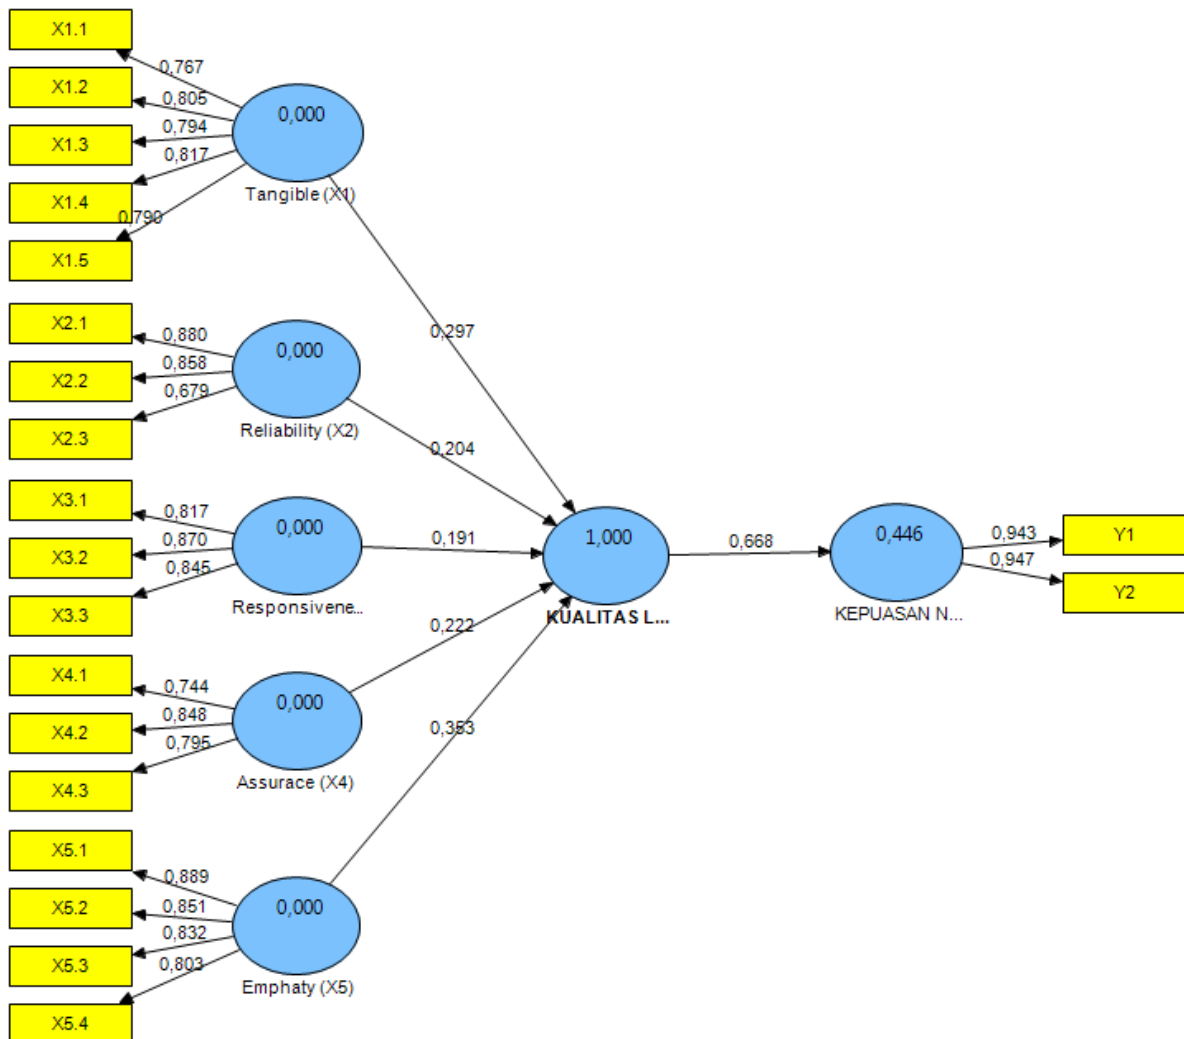 X1.1
0,767
X1.2
0,805
X1.3
0,794
X1.4
0,817
X1.5
0,790
0,000
Tangible (X1)
0,297
X2.1
0,880
X2.2
0,858
X2.3
0,679
0,000
Reliability (X2)
0,204
X3.1
0,817
X3.2
0,870
X3.3
0,845
0,000
Responsivene...
0,191
X4.1
0,744
X4.2
0,848
X4.3
0,795
0,000
Assurace (X4)
0,222
X5.1
0,889
X5.2
0,851
X5.3
0,832
X5.4
0,803
0,000
Emphaty (X5)
0,353
1,000
KUALITAS L...
0,668
0,446
KEPUASAN N...
0,943
Y1
0,947
Y2